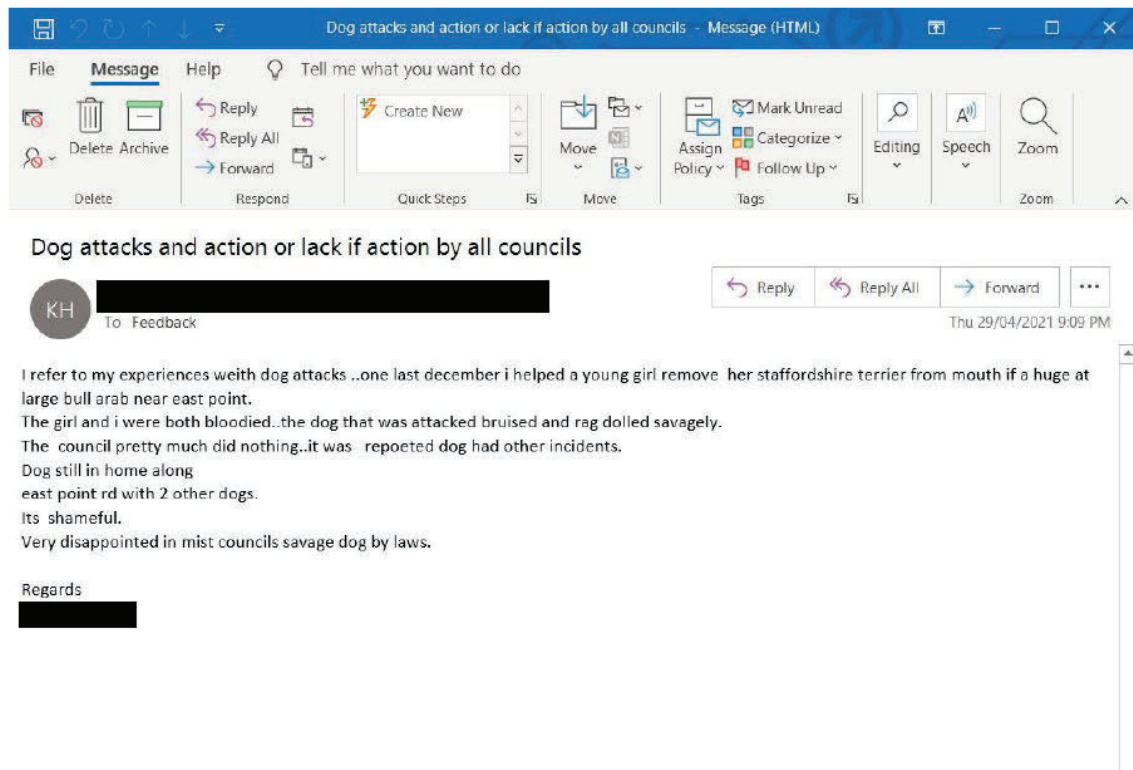 Dog attacks and action or lack if action by all councils - Message (HTML)
File Message Help Tell me what you want to do
Delete Archive
Reply
Reply All
Forward
Create New
Move
Assign Policy
Mark Unread
Categorize
Follow Up
Editing
Speech
Zoom
Delete Respond Quick Steps Move Tags Zoom
Dog attacks and action or lack if action by all councils
KH
To Feedback
Reply Reply All Forward ...
Thu 29/04/2021 9:09 PM
I refer to my experiences weith dog attacks ..one last december i helped a young girl remove her staffordshire terrier from mouth if a huge at
large bull arab near east point.
The girl and i were both bloodied..the dog that was attacked bruised and rag dolled savagely.
The council pretty much did nothing..it was repoeted dog had other incidents.
Dog still in home along
east point rd with 2 other dogs.
Its shameful.
Very disappointed in mist councils savage dog by laws.
Regards